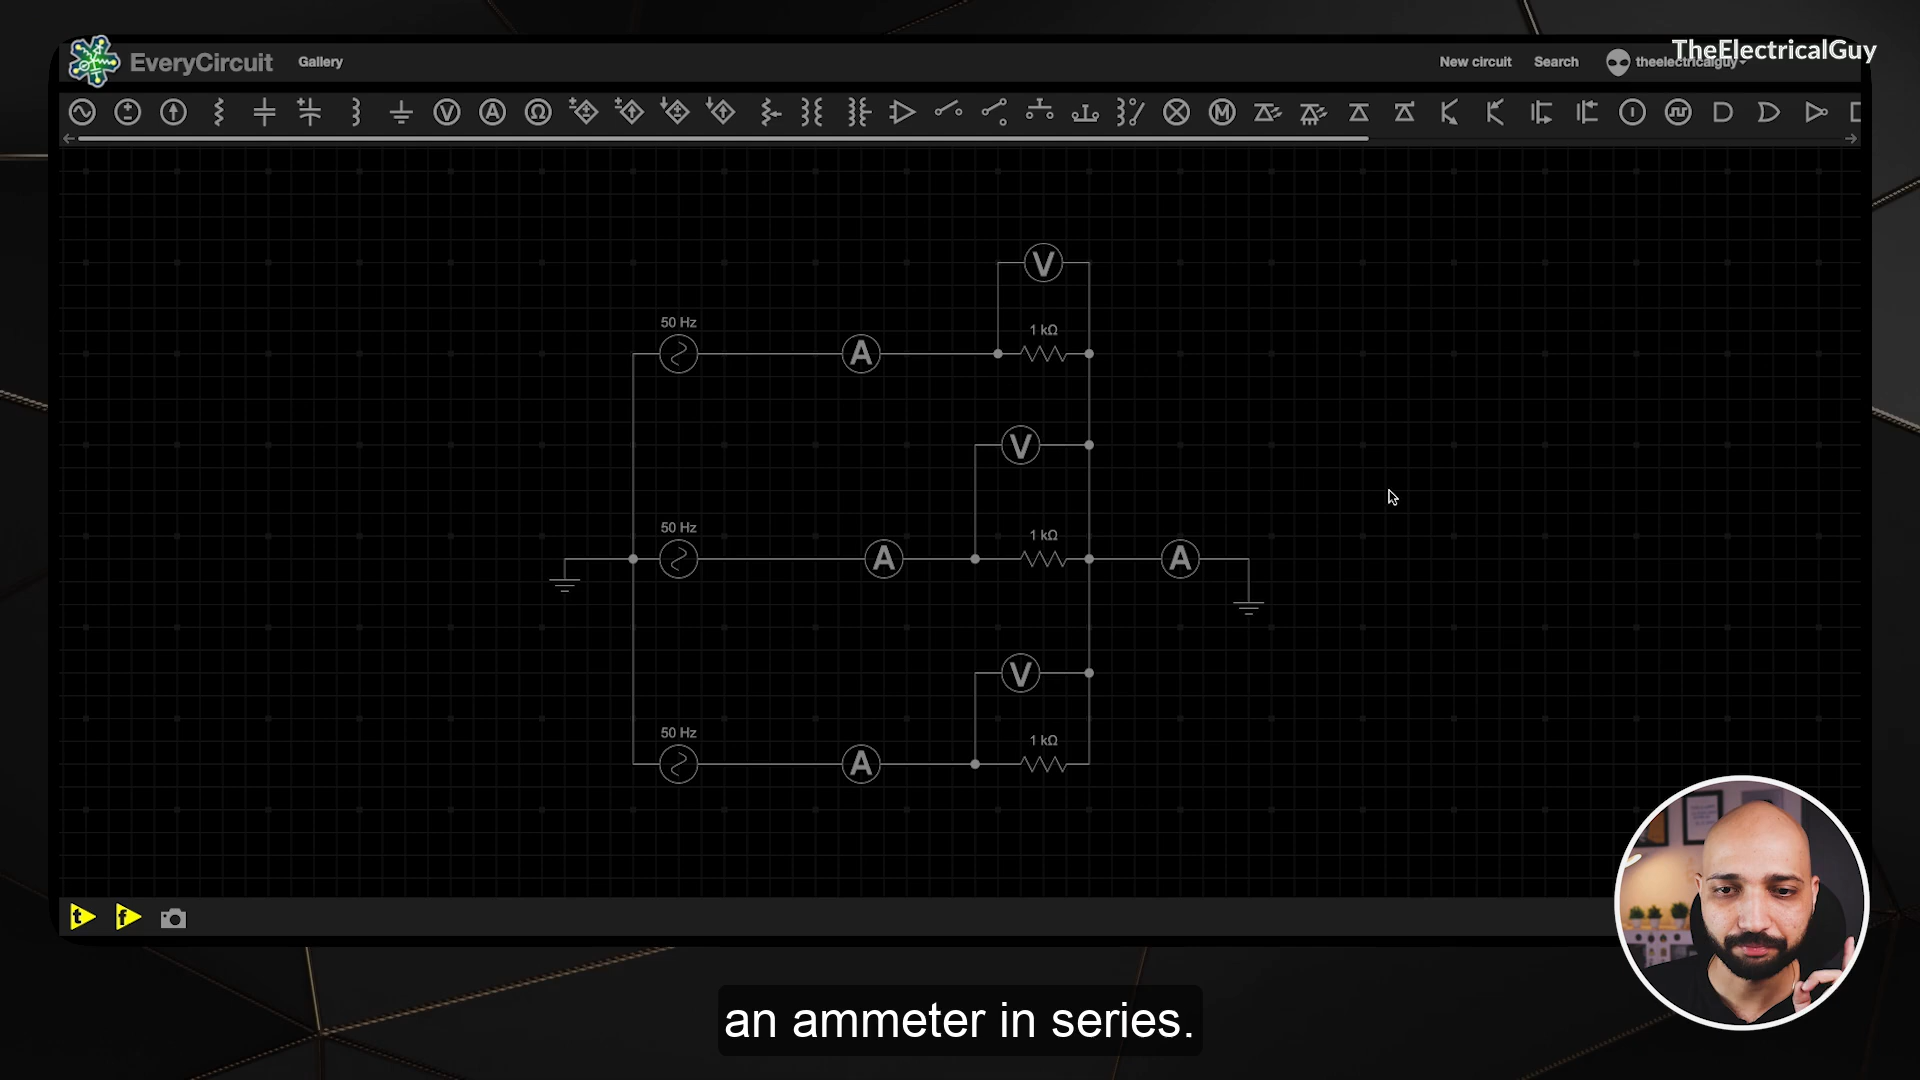 TheElectricalGuy
EveryCircuit
Gallery
New circuit
Search
theelectricalguy
V
A
Ω
M
V
50 Hz
1 kΩ
A
V
50 Hz
1 kΩ
A
A
V
50 Hz
1 kΩ
A
t
f
an ammeter in series.